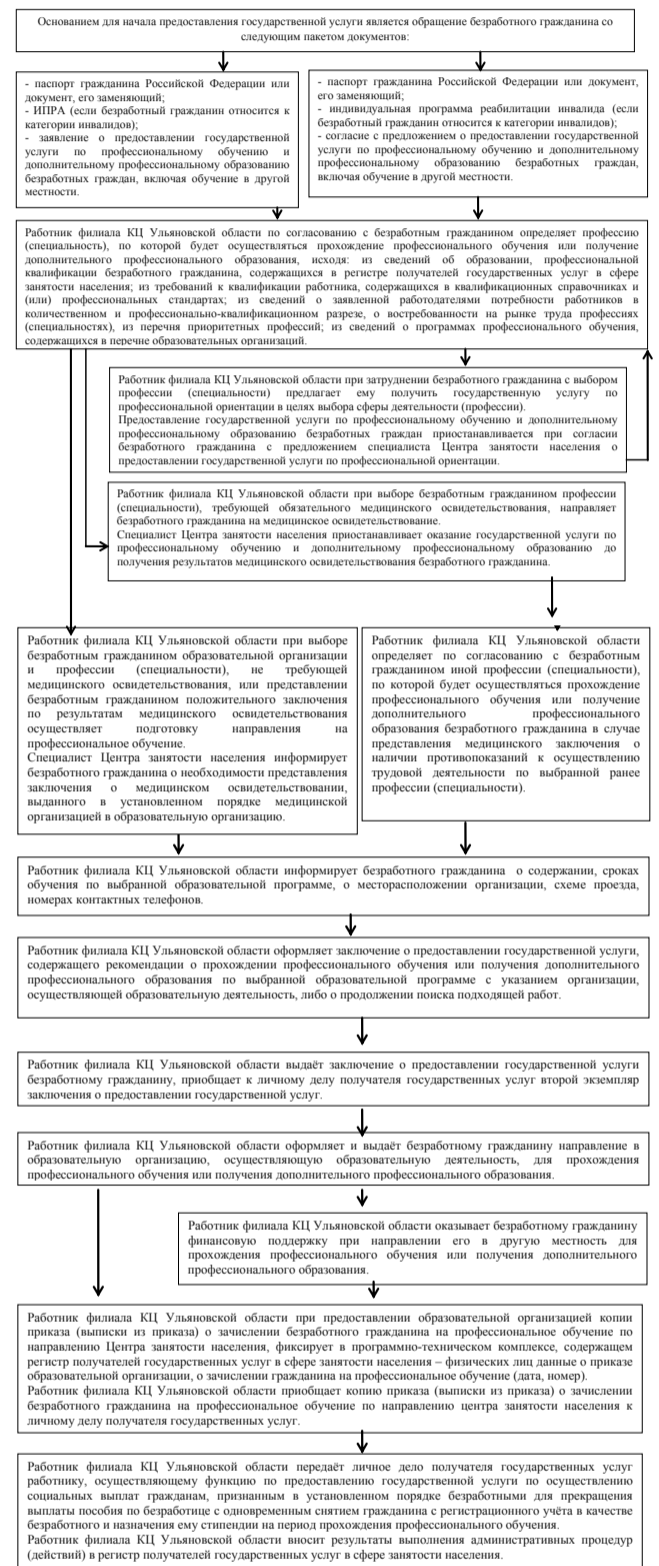 Основанием для начала предоставления государственной услуги является обращение безработного гражданина со
следующим пакетом документов:
- паспорт гражданина Российской Федерации или
документ, его заменяющий;
- ИПРА (если безработный гражданин относится к
категории инвалидов);
- заявление о предоставлении государственной
услуги по профессиональному обучению и
дополнительному профессиональному образованию
безработных граждан, включая обучение в другой
местности.
- паспорт гражданина Российской Федерации или документ,
его заменяющий;
- индивидуальная программа реабилитации инвалида (если
безработный гражданин относится к категории инвалидов);
- согласие с предложением о предоставлении государственной
услуги по профессиональному обучению и дополнительному
профессиональному образованию безработных граждан,
включая обучение в другой местности.
Работник филиала КЦ Ульяновской области по согласованию с безработным гражданином определяет профессию
(специальность), по которой будет осуществляться прохождение профессионального обучения или получение
дополнительного профессионального образования, исходя: из сведений об образовании, профессиональной
квалификации безработного гражданина, содержащихся в регистре получателей государственных услуг в сфере
занятости населения; из требований к квалификации работника, содержащихся в квалификационных справочниках и
(или) профессиональных стандартах; из сведений о заявленной работодателями потребности работников в
количественном и профессионально-квалификационном разрезе, о востребованности на рынке труда профессиях
(специальностях), из перечня приоритетных профессий; из сведений о программах профессионального обучения,
содержащихся в перечне образовательных организаций.
Работник филиала КЦ Ульяновской области при затруднении безработного гражданина с выбором
профессии (специальности) предлагает ему получить государственную услугу по
профессиональной ориентации в целях выбора сферы деятельности (профессии).
Предоставление государственной услуги по профессиональному обучению и дополнительному
профессиональному образованию безработных граждан приостанавливается при согласии
безработного гражданина с предложением специалиста Центра занятости населения о
предоставлении государственной услуги по профессиональной ориентации.
Работник филиала КЦ Ульяновской области при выборе безработным гражданином профессии
(специальности), требующей обязательного медицинского освидетельствования, направляет
безработного гражданина на медицинское освидетельствование.
Специалист Центра занятости населения приостанавливает оказание государственной услуги по
профессиональному обучению и дополнительному профессиональному образованию до
получения результатов медицинского освидетельствования безработного гражданина.
Работник филиала КЦ Ульяновской области при выборе
безработным гражданином образовательной организации
и профессии (специальности), не требующей
медицинского освидетельствования, или представлении
безработным гражданином положительного заключения
по результатам медицинского освидетельствования
осуществляет подготовку направления на
профессиональное обучение.
Специалист Центра занятости населения информирует
безработного гражданина о необходимости представления
заключения о медицинском освидетельствовании,
выданного в установленном порядке медицинской
организацией в образовательную организацию.
Работник филиала КЦ Ульяновской области
определяет по согласованию с безработным
гражданином иной профессии (специальности),
по которой будет осуществляться прохождение
профессионального обучения или получение
дополнительного профессионального
образования безработного гражданина в случае
представления медицинского заключения о
наличии противопоказаний к осуществлению
трудовой деятельности по выбранной ранее
профессии (специальности).
Работник филиала КЦ Ульяновской области информирует безработного гражданина о содержании, сроках
обучения по выбранной образовательной программе, о месторасположении организации, схеме проезда,
номерах контактных телефонов.
Работник филиала КЦ Ульяновской области оформляет заключение о предоставлении государственной услуги,
содержащего рекомендации о прохождении профессионального обучения или получения дополнительного
профессионального образования по выбранной образовательной программе с указанием организации,
осуществляющей образовательную деятельность, либо о продолжении поиска подходящей работ.
Работник филиала КЦ Ульяновской области выдаёт заключение о предоставлении государственной услуги
безработному гражданину, приобщает к личному делу получателя государственных услуг второй экземпляр
заключения о предоставлении государственной услуг.
Работник филиала КЦ Ульяновской области оформляет и выдаёт безработному гражданину направление в
образовательную организацию, осуществляющую образовательную деятельность, для прохождения
профессионального обучения или получения дополнительного профессионального образования.
Работник филиала КЦ Ульяновской области оказывает безработному гражданину
финансовую поддержку при направлении его в другую местность для
прохождения профессионального обучения или получения дополнительного
профессионального образования.
Работник филиала КЦ Ульяновской области при предоставлении образовательной организацией копии
приказа (выписки из приказа) о зачислении безработного гражданина на профессиональное обучение по
направлению Центра занятости населения, фиксирует в программно-техническом комплексе, содержащем
регистр получателей государственных услуг в сфере занятости населения – физических лиц данные о приказе
образовательной организации, о зачислении гражданина на профессиональное обучение (дата, номер).
Работник филиала КЦ Ульяновской области приобщает копию приказа (выписки из приказа) о зачислении
безработного гражданина на профессиональное обучение по направлению центра занятости населения к
личному делу получателя государственных услуг.
Работник филиала КЦ Ульяновской области передаёт личное дело получателя государственных услуг
работнику, осуществляющему функцию по предоставлению государственной услуги по осуществлению
социальных выплат гражданам, признанным в установленном порядке безработными для прекращения
выплаты пособия по безработице с одновременным снятием гражданина с регистрационного учёта в качестве
безработного и назначения ему стипендии на период прохождения профессионального обучения.
Работник филиала КЦ Ульяновской области вносит результаты выполнения административных процедур
(действий) в регистр получателей государственных услуг в сфере занятости населения.